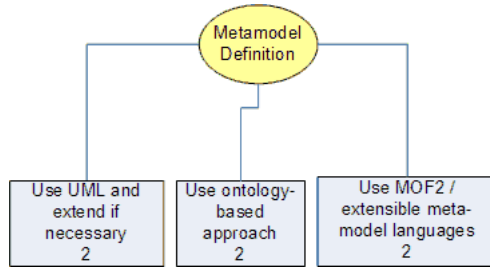 Metamodel
Definition
Use UML and
extend if
necessary
2
Use ontology-
based
approach
2
Use MOF2 /
extensible meta-
model languages
2